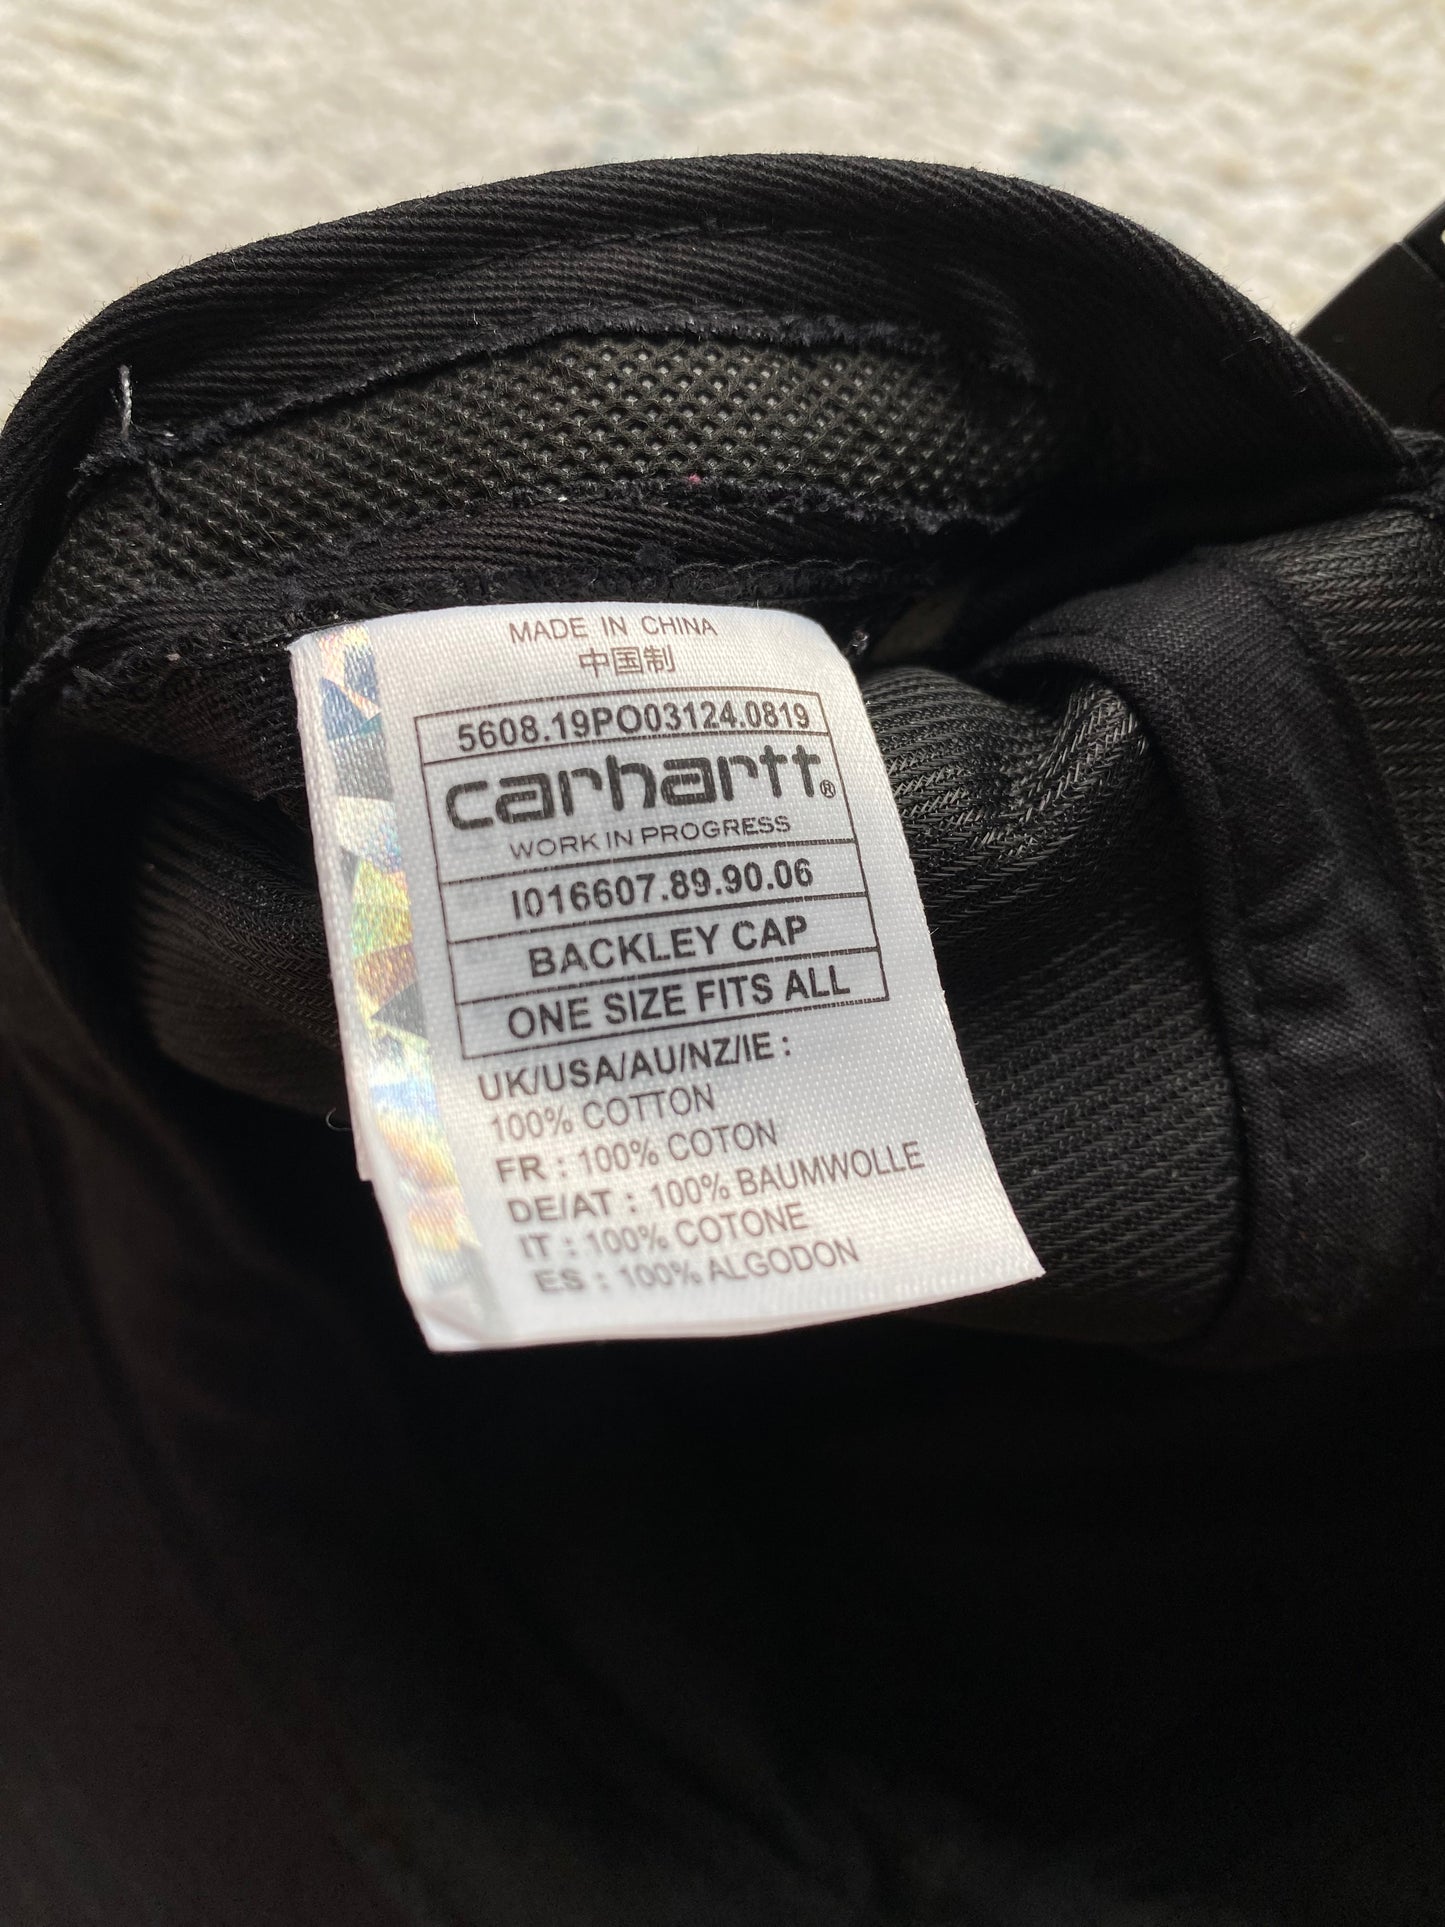 MADE IN CHINA
中国制
5608.19PO03124.0819
carhartt®
WORK IN PROGRESS
I016607.89.90.06
BACKLEY CAP
ONE SIZE FITS ALL
UK/USA/AU/NZ/IE :
100% COTTON
FR : 100% COTON
DE/AT : 100% BAUMWOLLE
IT : 100% COTONE
ES : 100% ALGODON